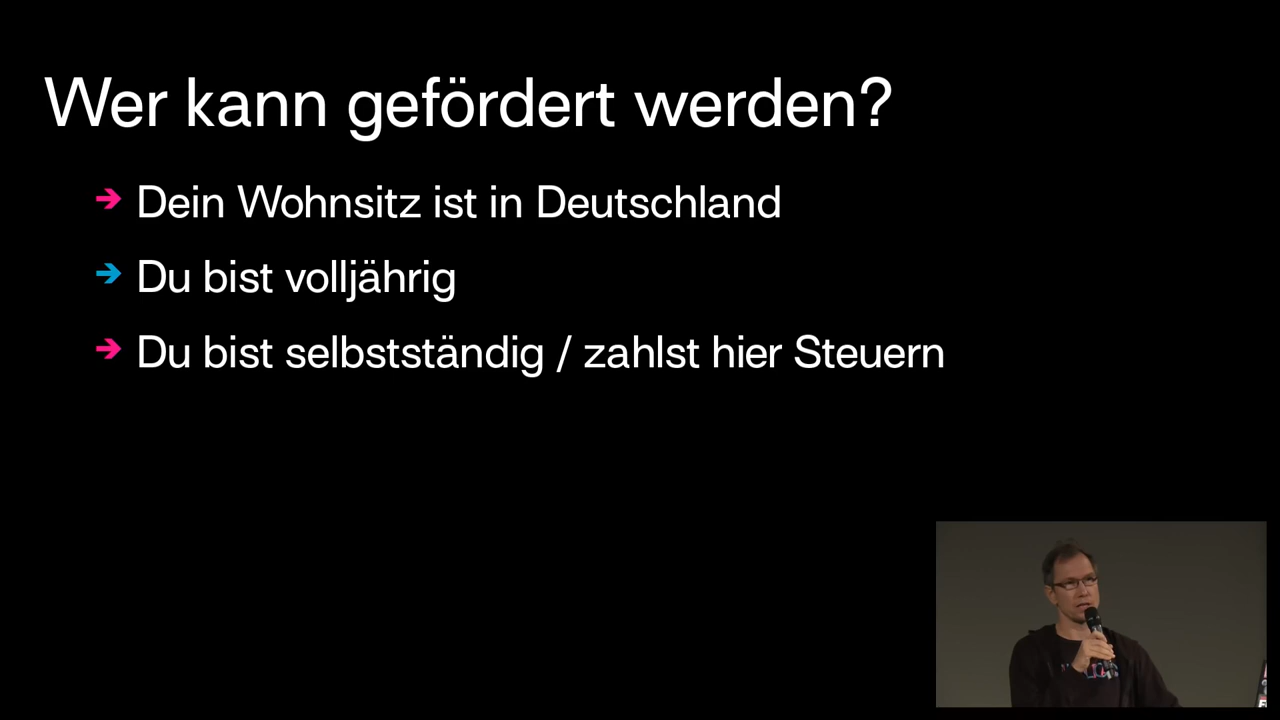 Wer kann gefördert werden?
➔ Dein Wohnsitz ist in Deutschland
➔ Du bist volljährig
➔ Du bist selbstständig / zahlst hier Steuern